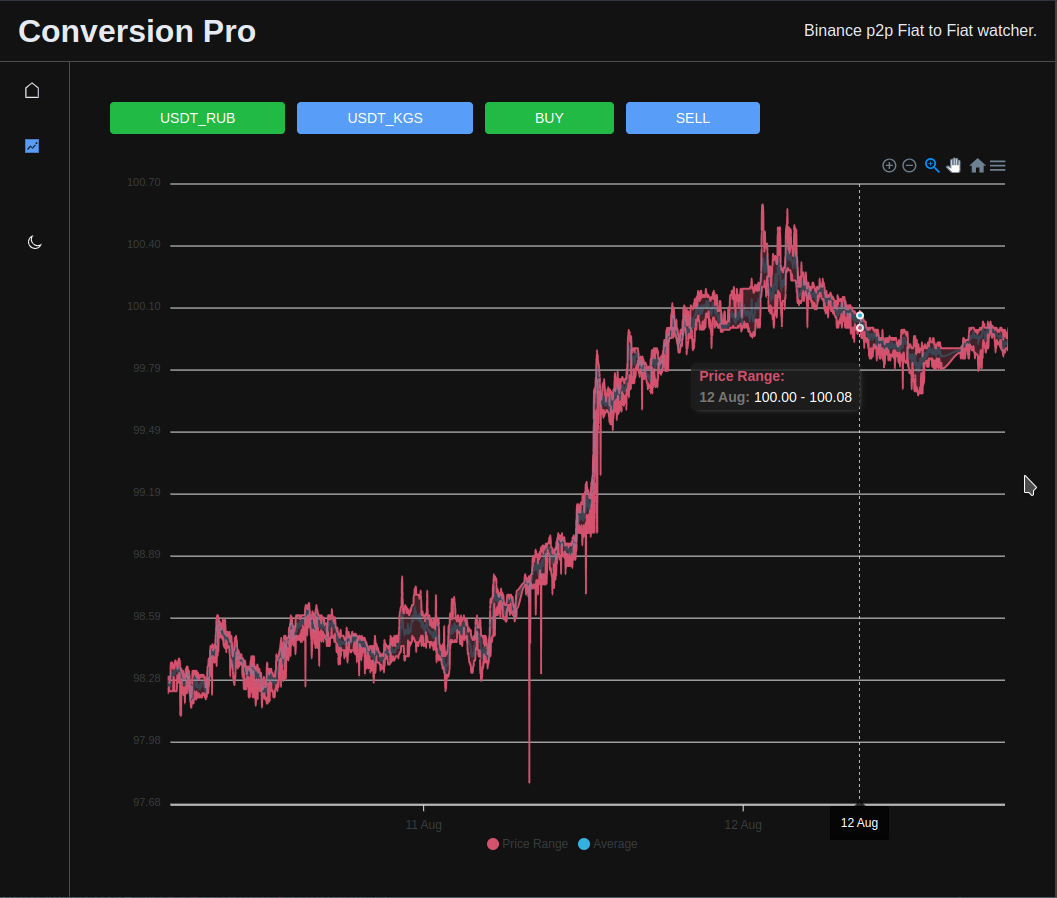 Conversion Pro
Binance p2p Fiat to Fiat watcher.
USDT_RUB
USDT_KGS
BUY
SELL
100.70
100.40
100.10
99.79
99.49
99.19
98.89
98.59
98.28
97.98
97.68
Price Range:
12 Aug: 100.00 - 100.08
11 Aug
12 Aug
12 Aug
Price Range
Average